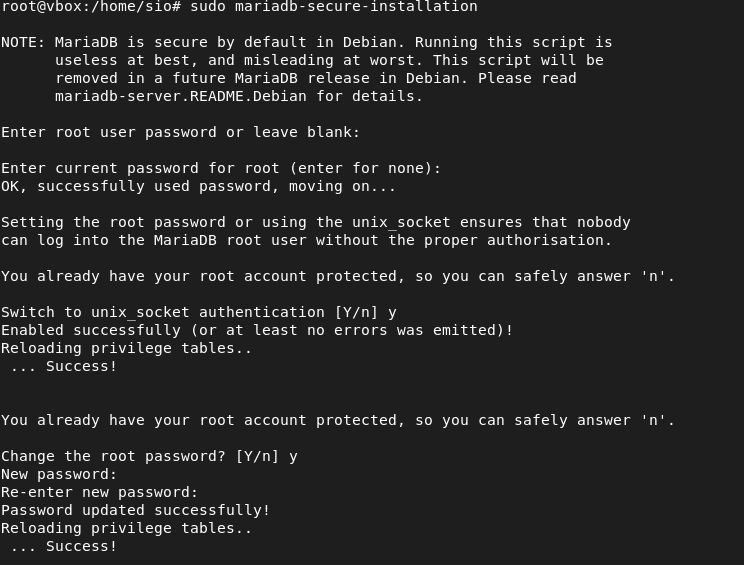 root@vbox:/home/sio# sudo mariadb-secure-installation
NOTE: MariaDB is secure by default in Debian. Running this script is
useless at best, and misleading at worst. This script will be
removed in a future MariaDB release in Debian. Please read
mariadb-server.README.Debian for details.
Enter root user password or leave blank:
Enter current password for root (enter for none):
OK, successfully used password, moving on...
Setting the root password or using the unix_socket ensures that nobody
can log into the MariaDB root user without the proper authorisation.
You already have your root account protected, so you can safely answer 'n'.
Switch to unix_socket authentication [Y/n] y
Enabled successfully (or at least no errors was emitted)!
Reloading privilege tables..
... Success!
You already have your root account protected, so you can safely answer 'n'.
Change the root password? [Y/n] y
New password:
Re-enter new password:
Password updated successfully!
Reloading privilege tables..
... Success!